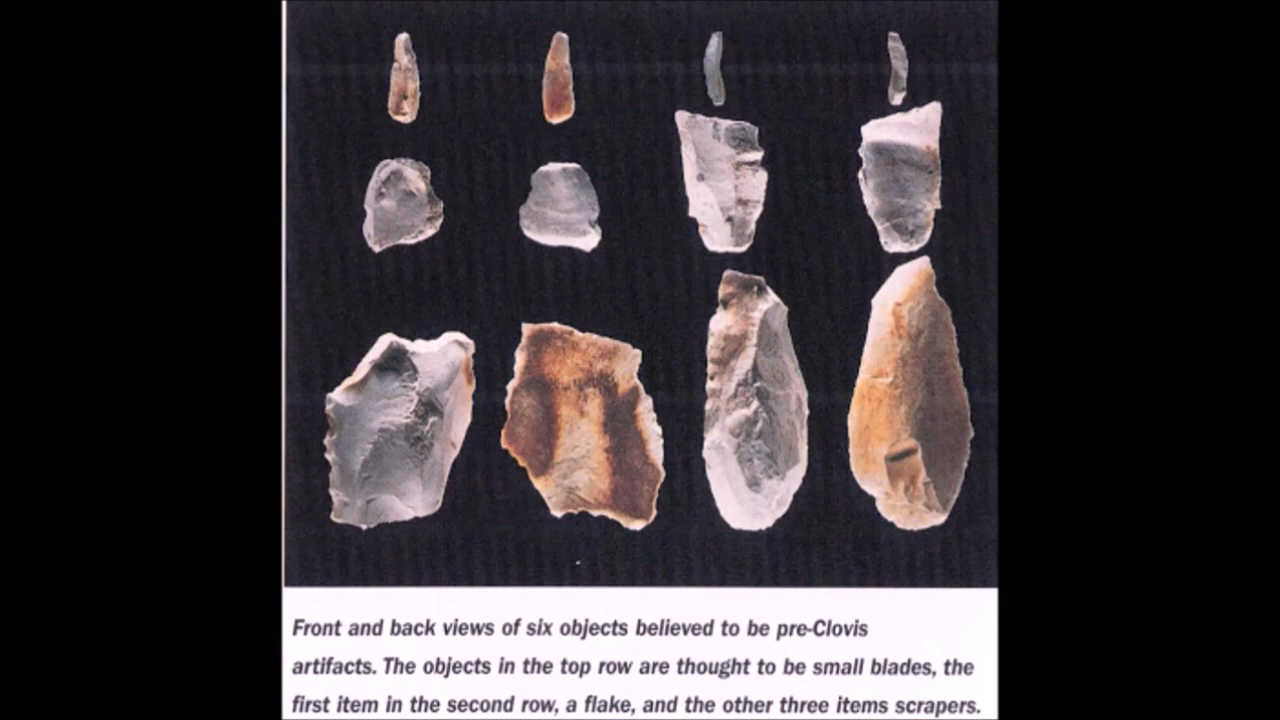 Front and back views of six objects believed to be pre-Clovis
artifacts. The objects in the top row are thought to be small blades, the
first item in the second row, a flake, and the other three items scrapers.